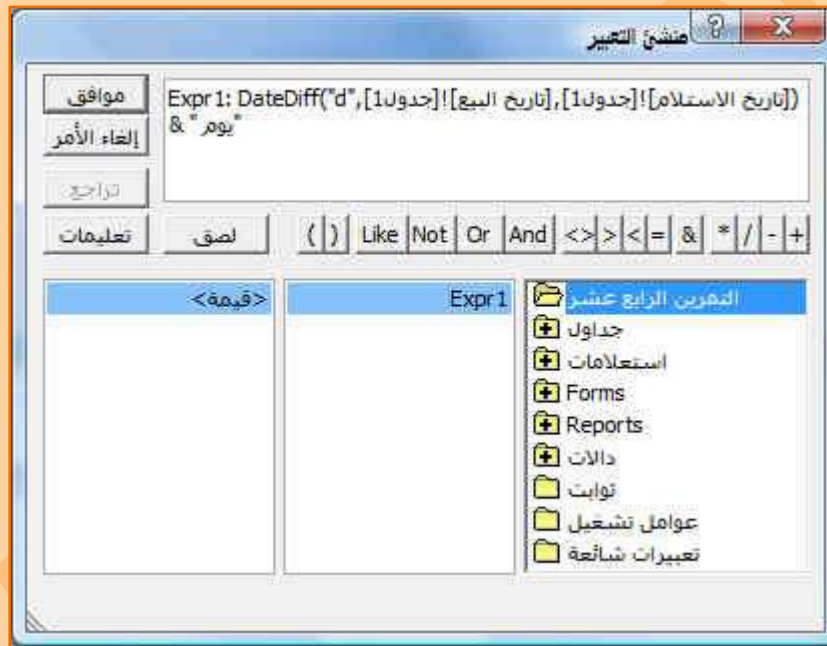 منشئ التعبير
Expr1: DateDiff("d",[جدول1]![تاريخ البيع],[جدول1]![تاريخ الاستلام])
& "يوم"
موافق
إلغاء الأمر
تراجع
تعليمات
لصق
( ) Like Not Or And <> > < = & * / - +
التمرين الرابع عشر
جداول
استعلامات
Forms
Reports
دالات
ثوابت
عوامل تشغيل
تعبيرات شائعة
Expr1
<قيمة>